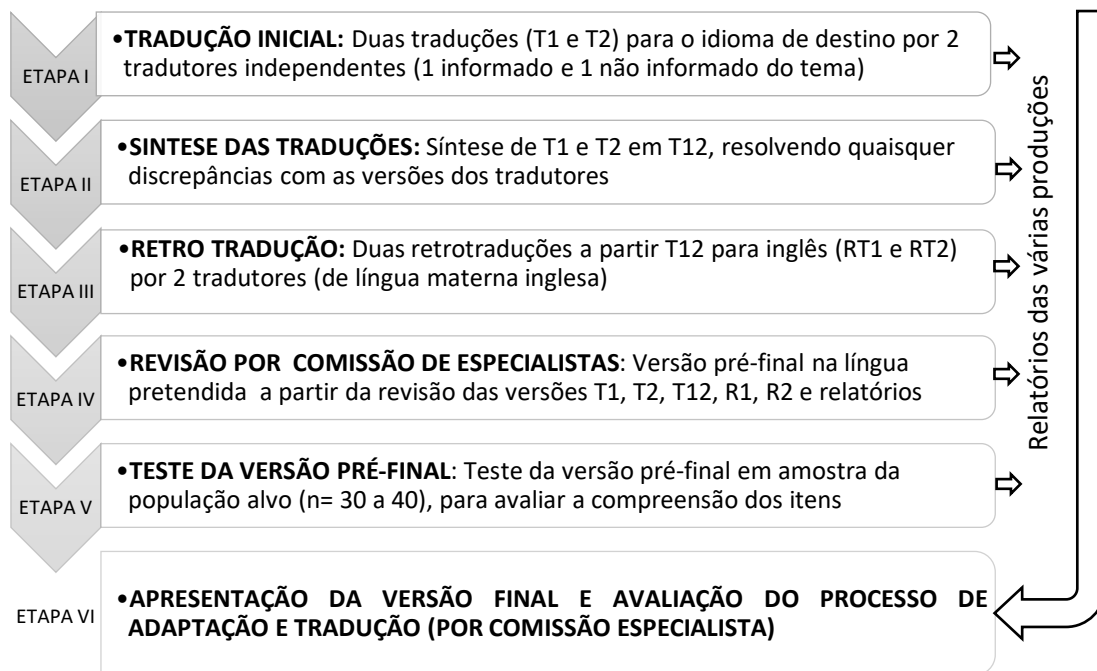 ETAPA I
•TRADUÇÃO INICIAL: Duas traduções (T1 e T2) para o idioma de destino por 2
tradutores independentes (1 informado e 1 não informado do tema)
ETAPA II
•SINTESE DAS TRADUÇÕES: Síntese de T1 e T2 em T12, resolvendo quaisquer
discrepâncias com as versões dos tradutores
ETAPA III
•RETRO TRADUÇÃO: Duas retrotraduções a partir T12 para inglês (RT1 e RT2)
por 2 tradutores (de língua materna inglesa)
ETAPA IV
•REVISÃO POR COMISSÃO DE ESPECIALISTAS: Versão pré-final na língua
pretendida a partir da revisão das versões T1, T2, T12, R1, R2 e relatórios
ETAPA V
•TESTE DA VERSÃO PRÉ-FINAL: Teste da versão pré-final em amostra da
população alvo (n= 30 a 40), para avaliar a compreensão dos itens
ETAPA VI
•APRESENTAÇÃO DA VERSÃO FINAL E AVALIAÇÃO DO PROCESSO DE
ADAPTAÇÃO E TRADUÇÃO (POR COMISSÃO ESPECIALISTA)
Relatórios das várias produções